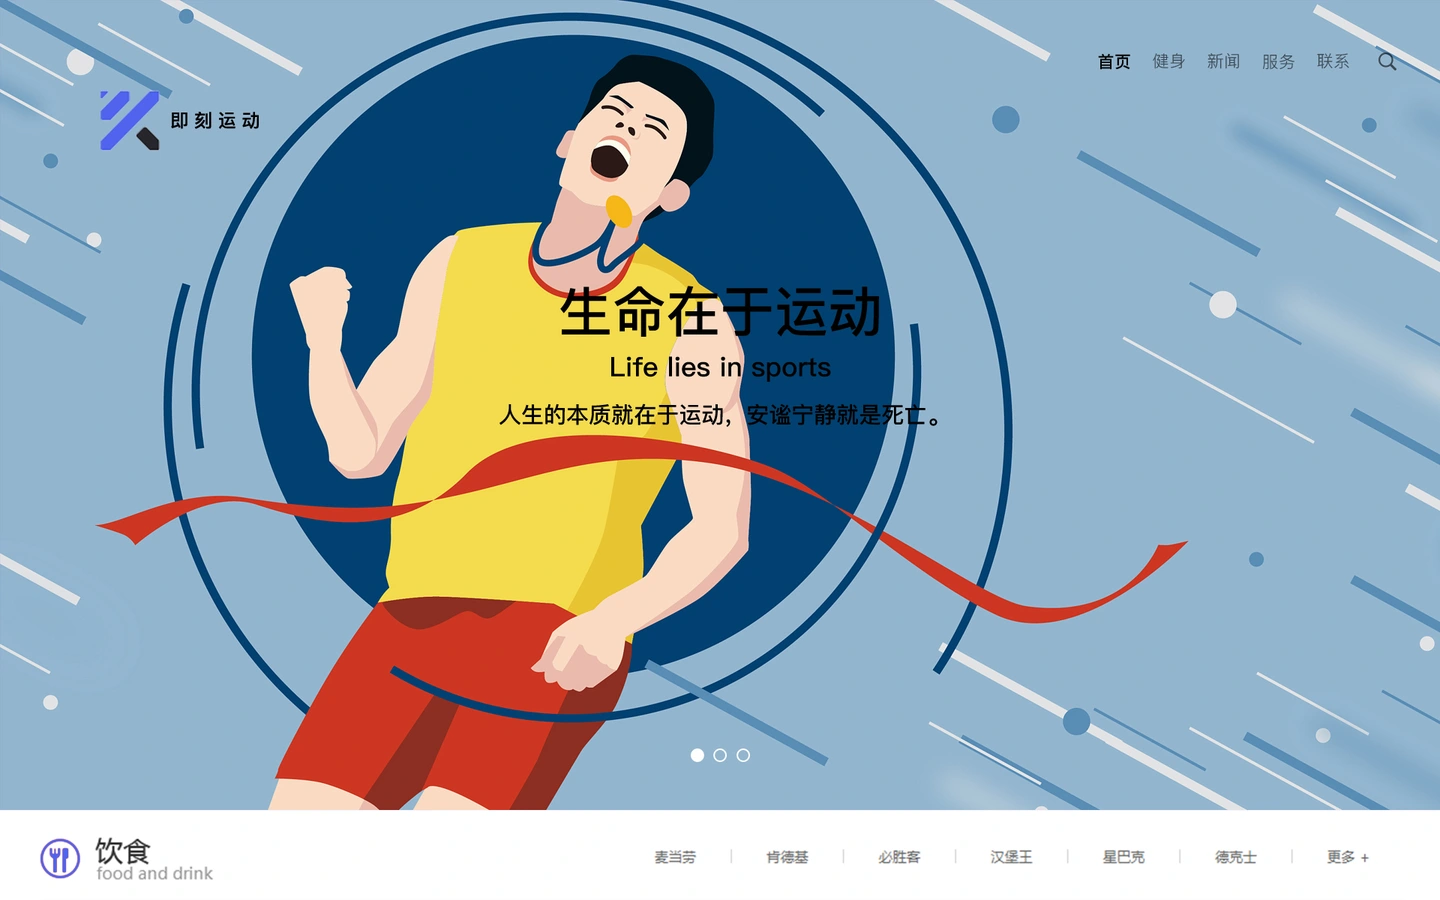 首页 健身 新闻 服务 联系
即刻运动
生命在于运动
Life lies in sports
人生的本质就在于运动，安谧宁静就是死亡。
饮食
food and drink
麦当劳 肯德基 必胜客 汉堡王 星巴克 德克士 更多 +